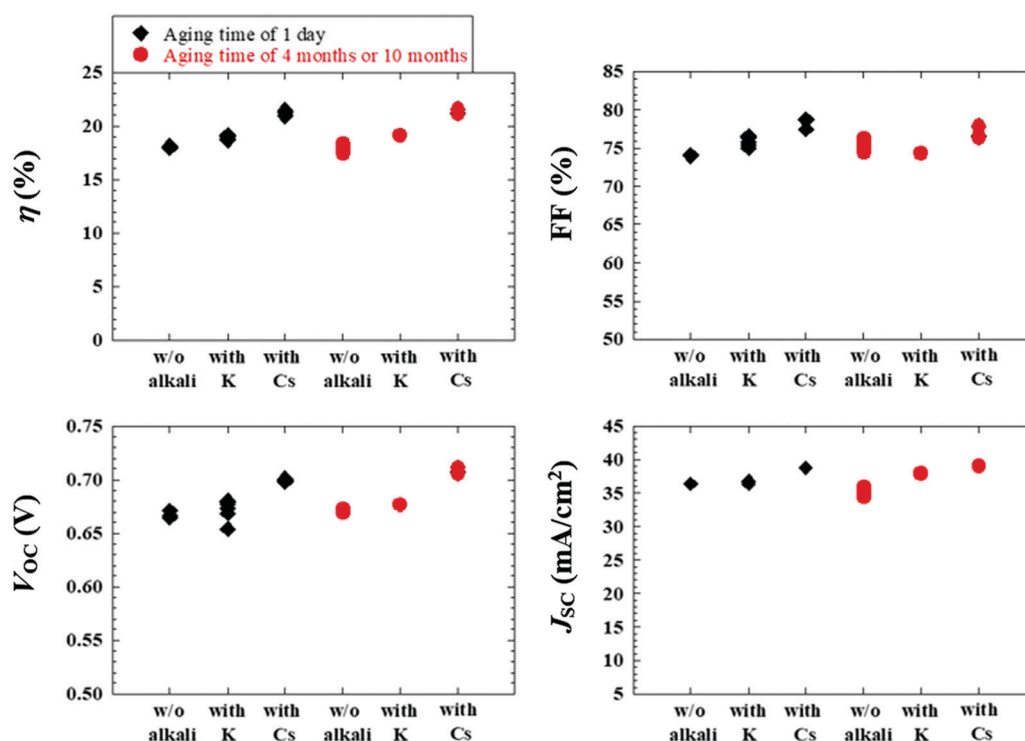 Aging time of 1 day
Aging time of 4 months or 10 months
η (%)
25
20
15
10
5
0
w/o alkali
with K
with Cs
w/o alkali
with K
with Cs
FF (%)
85
80
75
70
65
60
55
50
w/o alkali
with K
with Cs
w/o alkali
with K
with Cs
VOC (V)
0.75
0.70
0.65
0.60
0.55
0.50
w/o alkali
with K
with Cs
w/o alkali
with K
with Cs
JSC (mA/cm²)
45
40
35
30
25
20
15
10
5
w/o alkali
with K
with Cs
w/o alkali
with K
with Cs